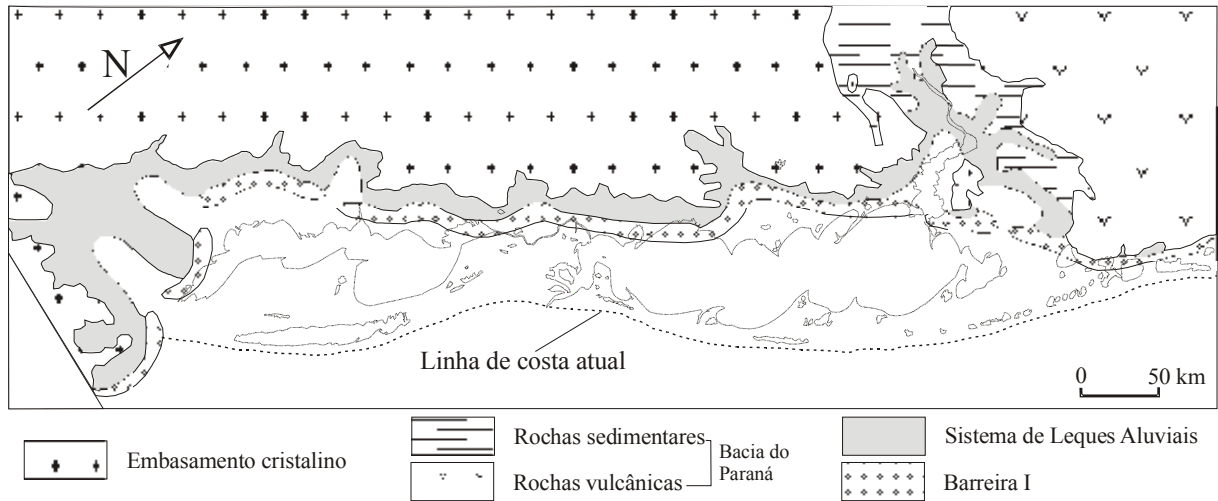 N
Linha de costa atual
0 50 km
Embasamento cristalino
Rochas sedimentares
Rochas vulcânicas
Bacia do
Paraná
Sistema de Leques Aluviais
Barreira I